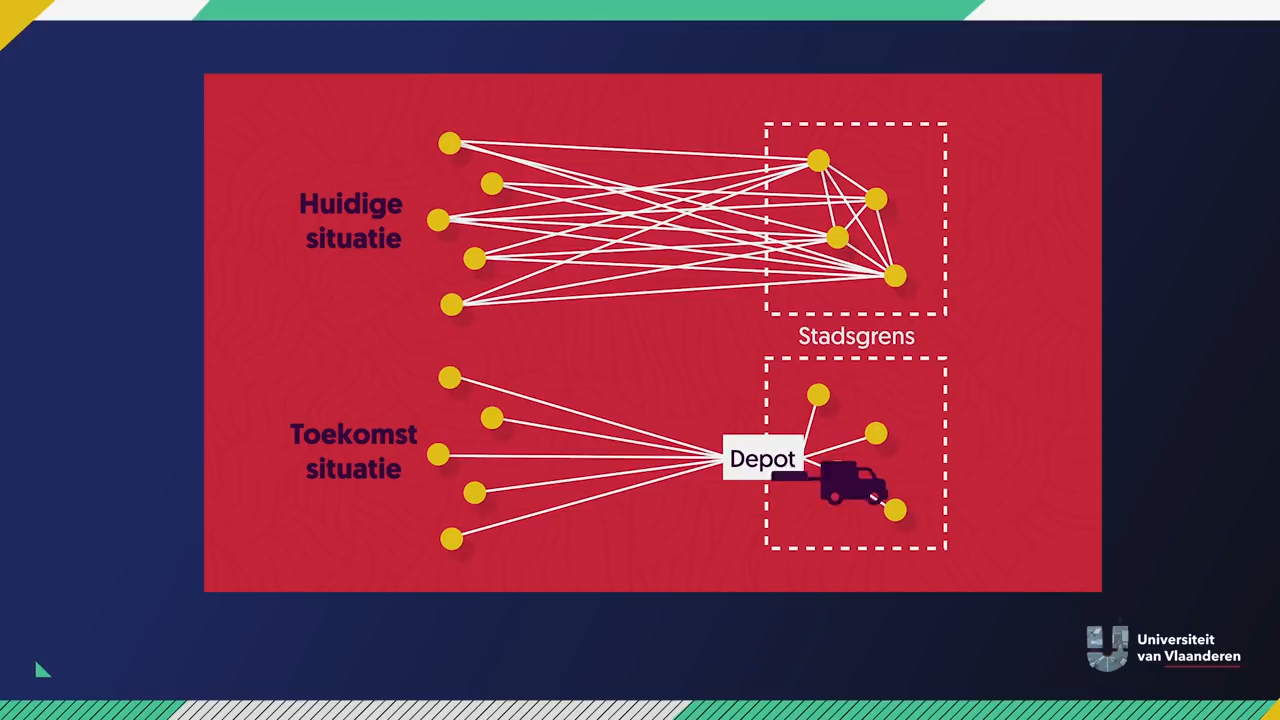 Huidige
situatie
Stadsgrens
Toekomst
situatie
Depot
Universiteit
van Vlaanderen